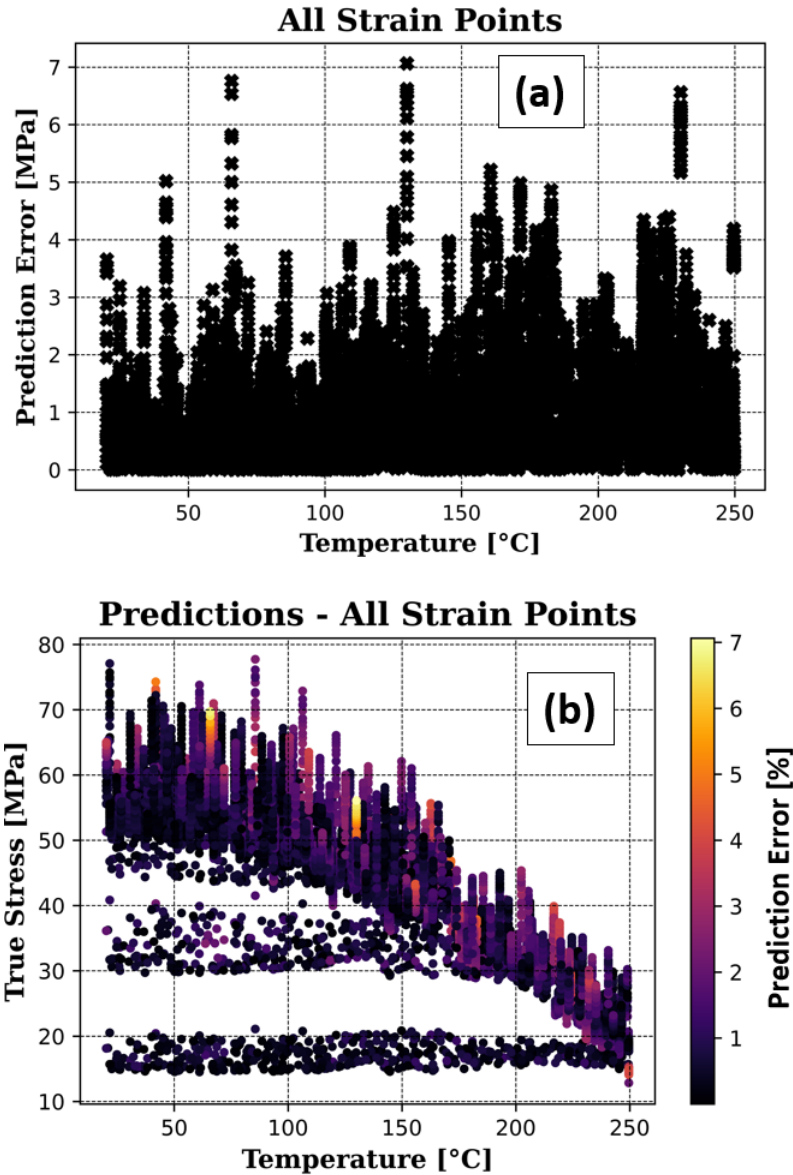 All Strain Points
(a)
7
6
5
4
3
2
1
0
Prediction Error [MPa]
50 100 150 200 250
Temperature [°C]
Predictions - All Strain Points
(b)
80
70
60
50
40
30
20
10
True Stress [MPa]
50 100 150 200 250
Temperature [°C]
7
6
5
4
3
2
1
Prediction Error [%]